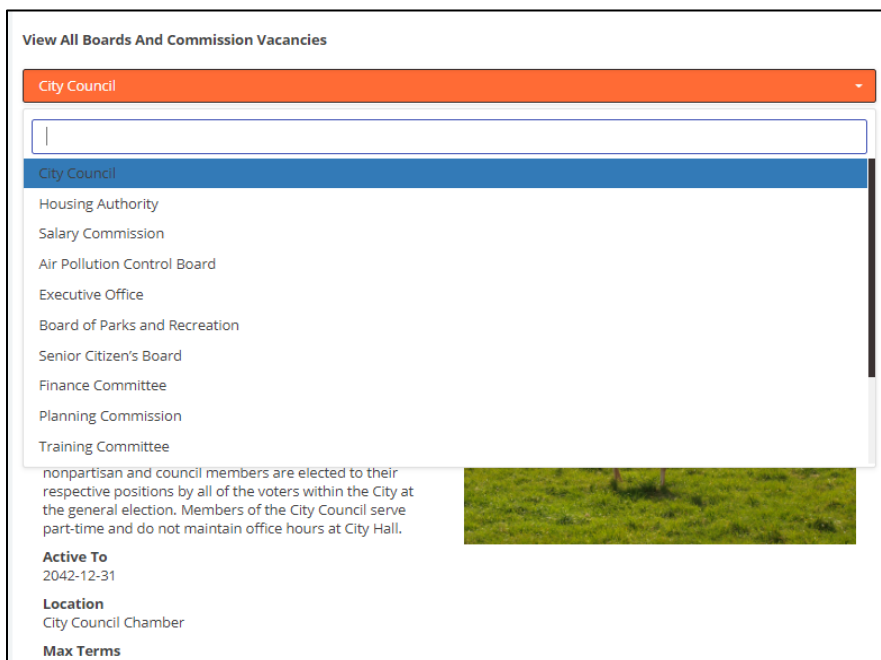 View All Boards And Commission Vacancies
City Council
City Council
Housing Authority
Salary Commission
Air Pollution Control Board
Executive Office
Board of Parks and Recreation
Senior Citizen’s Board
Finance Committee
Planning Commission
Training Committee
nonpartisan and council members are elected to their
respective positions by all of the voters within the City at
the general election. Members of the City Council serve
part-time and do not maintain office hours at City Hall.
Active To
2042-12-31
Location
City Council Chamber
Max Terms